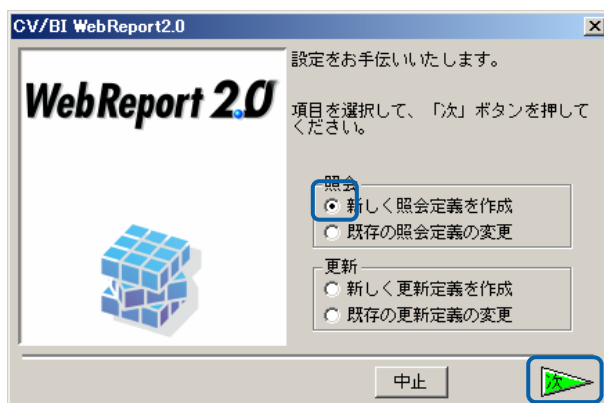 CV/BI WebReport2.0
設定をお手伝いいたします。
WebReport 2.0
項目を選択して、「次」ボタンを押して
ください。
照会
新しく照会定義を作成
既存の照会定義の変更
更新
新しく更新定義を作成
既存の更新定義の変更
中止
次